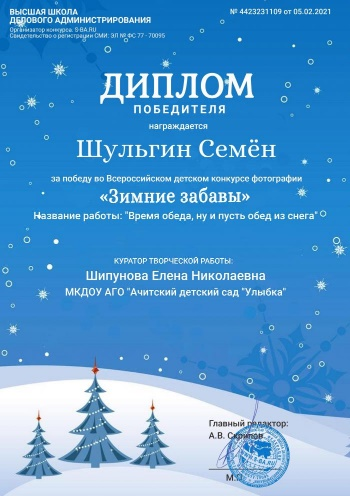 ВЫСШАЯ ШКОЛА
ДЕЛОВОГО АДМИНИСТРИРОВАНИЯ
Организатор конкурса: S-BA.RU
Свидетельство о регистрации СМИ: ЭЛ № ФС 77 - 70095
№ 4423231109 от 05.02.2021
ДИПЛОМ
ПОБЕДИТЕЛЯ
награждается
Шульгин Семён
за победу во Всероссийском детском конкурсе фотографии
«Зимние забавы»
Название работы: "Время обеда, ну и пусть обед из снега"
КУРАТОР ТВОРЧЕСКОЙ РАБОТЫ:
Шипунова Елена Николаевна
МКДОУ АГО "Ачитский детский сад "Улыбка"
Главный редактор:
А.В. Скрипов
М.П.